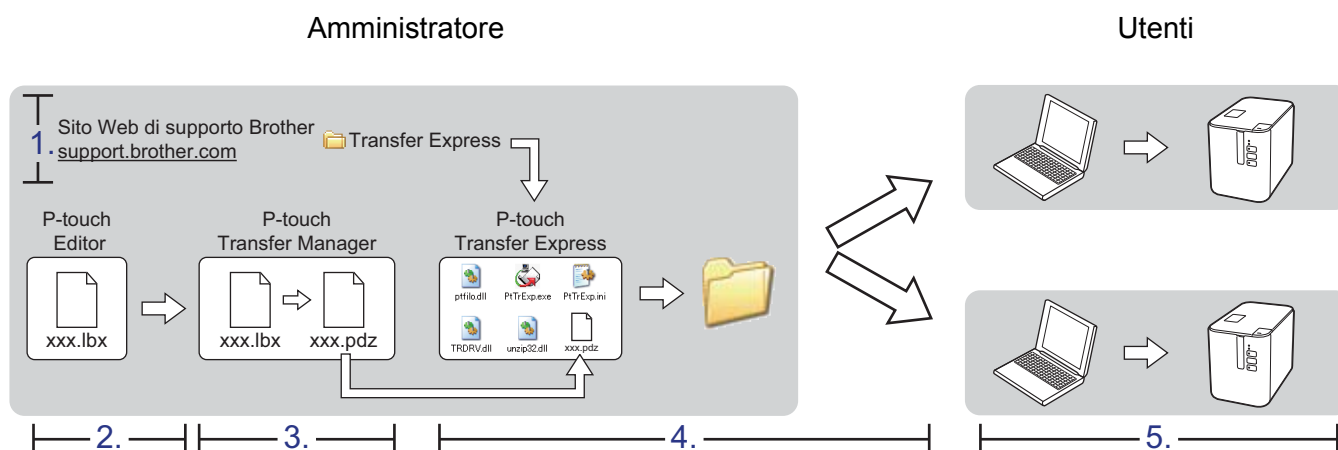 Amministratore
Utenti
1.
Sito Web di supporto Brother
support.brother.com
Transfer Express
P-touch
Editor
xxx.lbx
P-touch
Transfer Manager
xxx.lbx
xxx.pdz
P-touch
Transfer Express
ptfilo.dll
PtTrExp.exe
PtTrExp.ini
TRDRV.dll
unzip32.dll
xxx.pdz
2.
3.
4.
5.